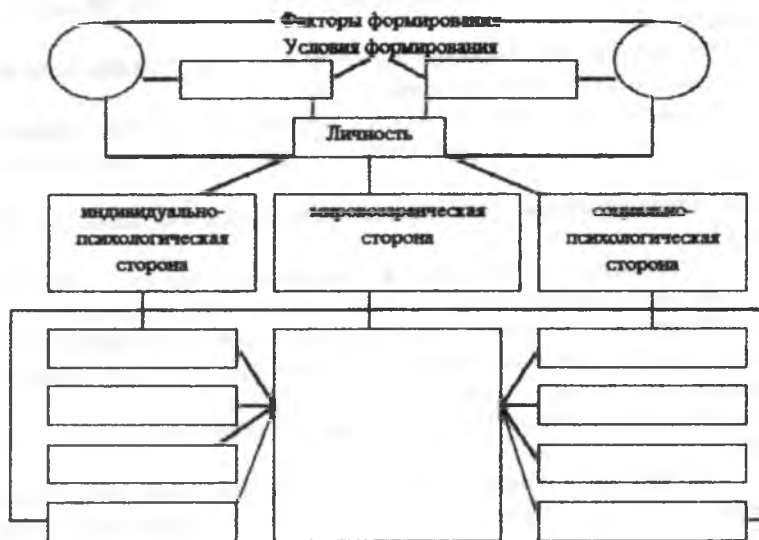 Факторы формирования
Условия формирования
Личность
индивидуально-
психологическая
сторона
мировоззренческая
сторона
социально-
психологическая
сторона